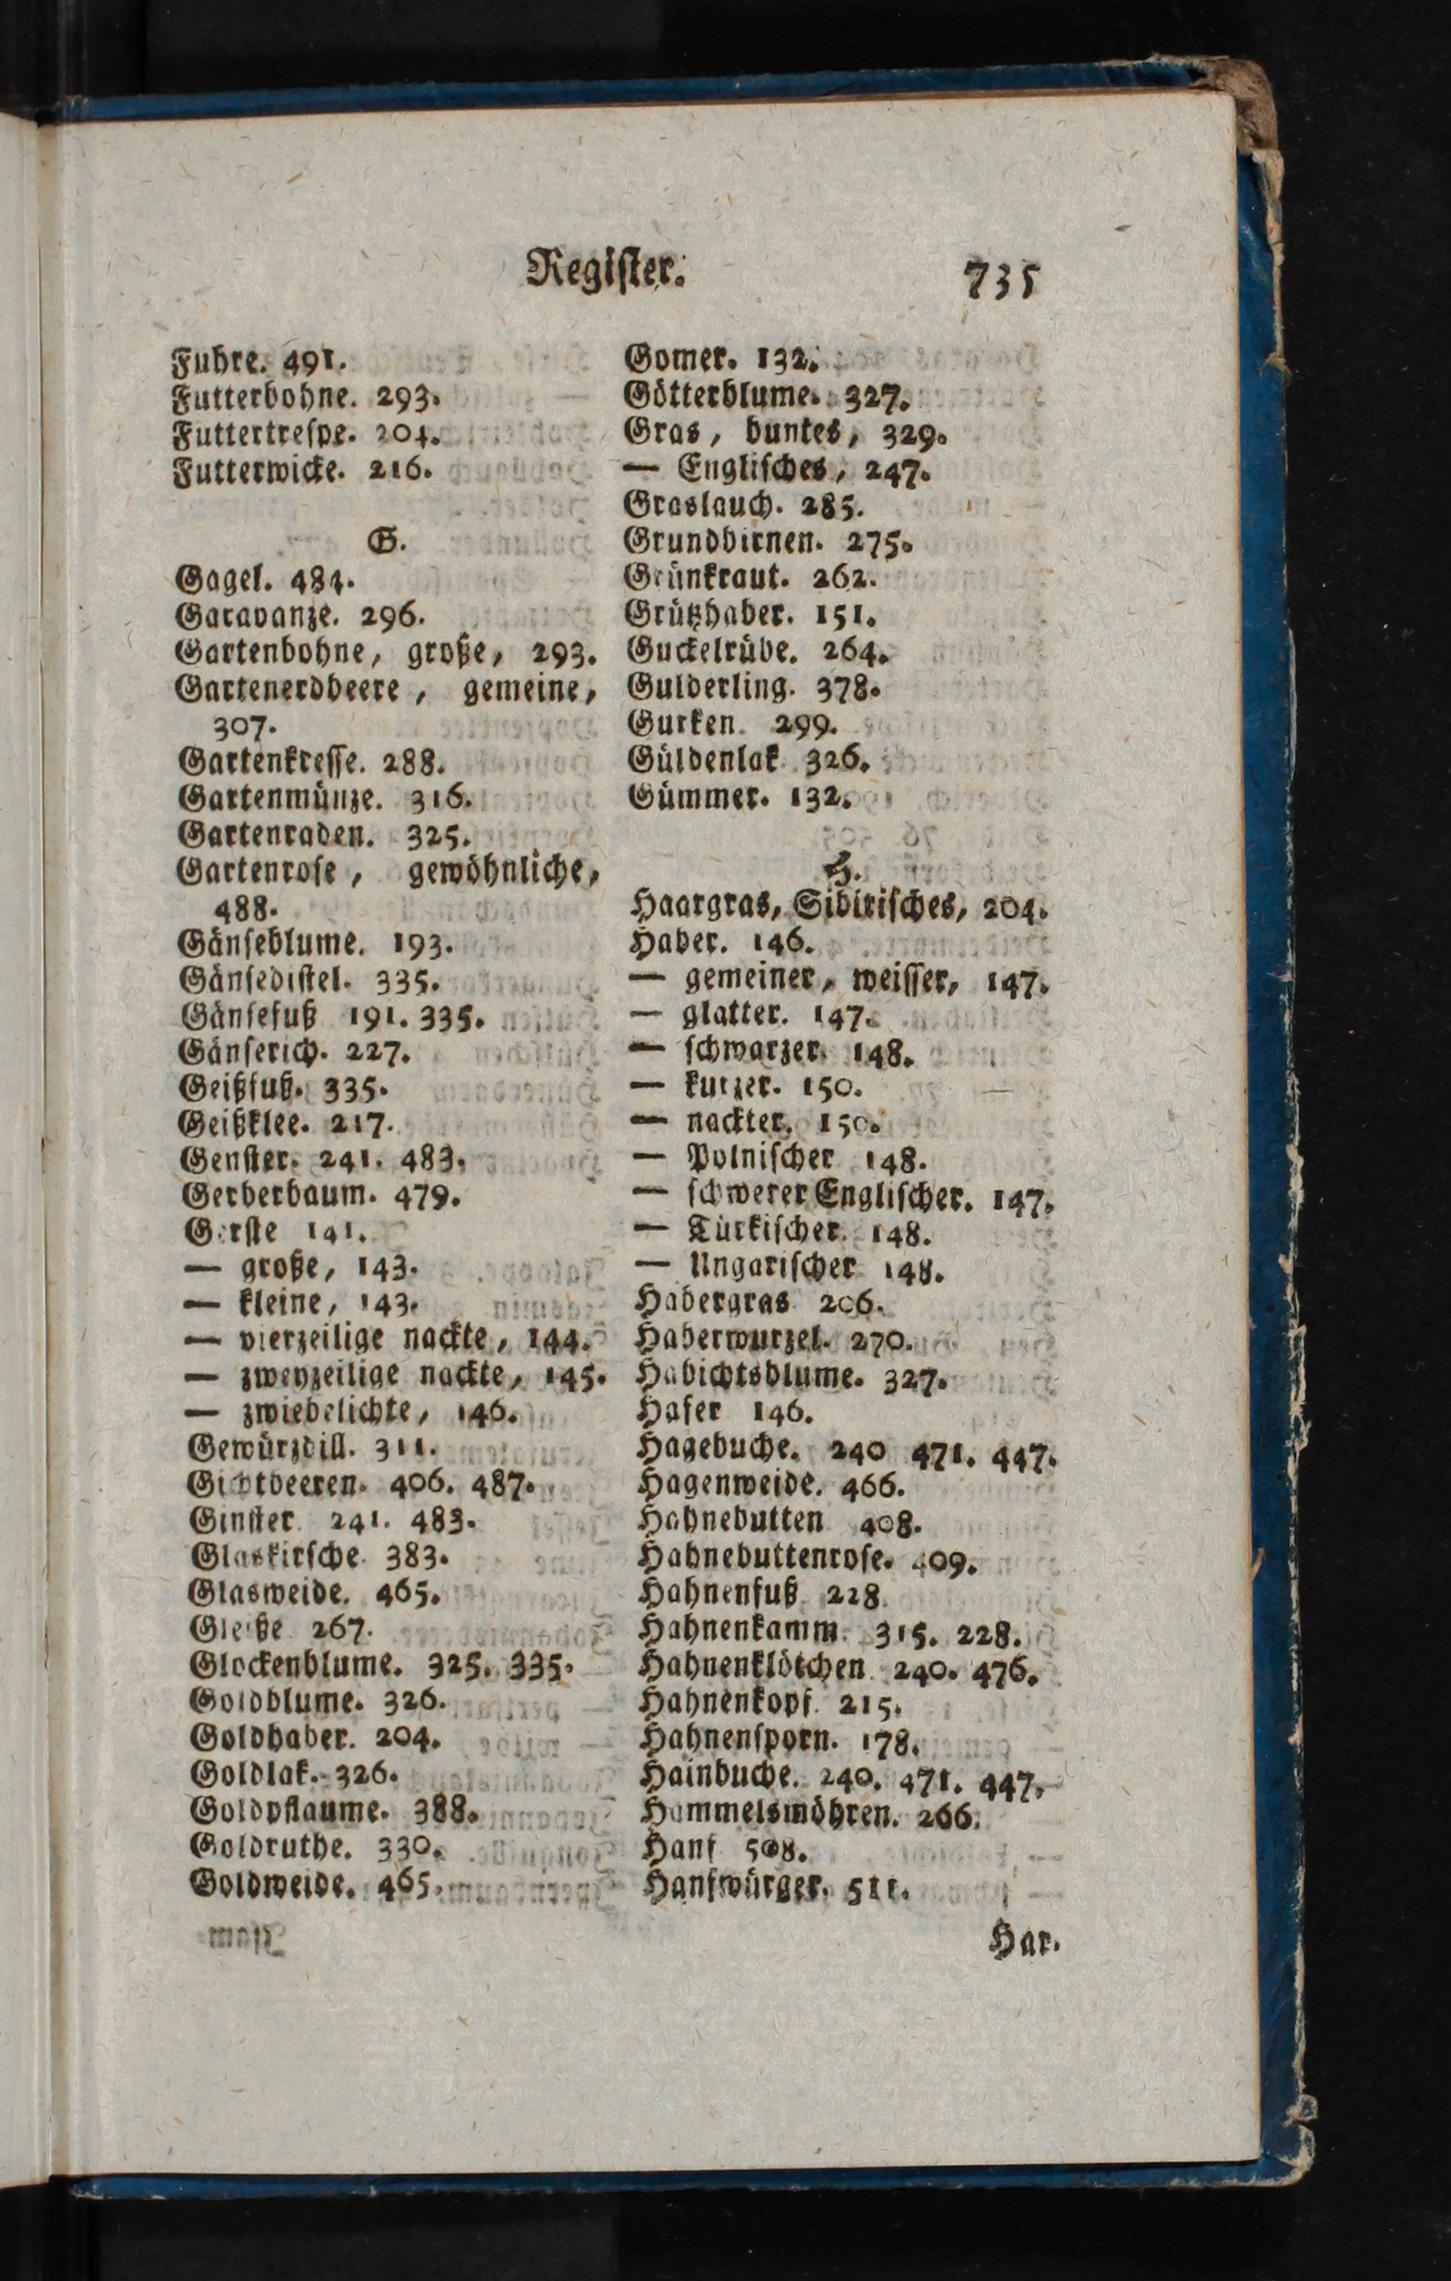 Register.
735
Fuhre. 491.
Futterbohne. 293.
Futtertrespe. 204.
Futterwicke. 216.
G.
Gagel. 484.
Garavanze. 296.
Gartenbohne, große, 293.
Gartenerdbeere, gemeine,
307.
Gartenkresse. 288.
Gartenmünze. 316.
Gartenraden. 325.
Gartenrose, gewöhnliche,
488.
Gänseblume. 193.
Gänsedistel. 335.
Gänsefuß 191. 335.
Gänserich. 227.
Geißfuß. 335.
Geißklee. 217.
Genster. 241. 483.
Gerberbaum. 479.
Gerste 141.
— große, 143.
— kleine, 143.
— vierzeilige nackte, 144.
— zweyzeilige nackte, 145.
— zwiebelichte, 146.
Gewürzdill. 311.
Gichtbeeren. 406. 487.
Ginster 241. 483.
Glaskirsche 383.
Glasweide. 465.
Gleiße 267.
Glockenblume. 325. 335.
Goldblume. 326.
Goldhaber. 204.
Goldlak. 326.
Goldpflaume. 388.
Goldruthe. 330.
Goldweide. 465.
Gomer. 132.
Götterblume. 327.
Gras, buntes, 329.
— Englisches, 247.
Graslauch. 285.
Grundbirnen. 275.
Grünkraut. 262.
Grützhaber. 151.
Guckelrübe. 264.
Gulderling. 378.
Gurken. 299.
Güldenlak 326.
Gümmer. 132.
H.
Haargras, Sibirisches, 204.
Haber. 146.
— gemeiner, weisser, 147.
— glatter. 147.
— schwarzer. 148.
— kurzer. 150.
— nackter. 150.
— Polnischer 148.
— schwerer Englischer. 147.
— Türkischer. 148.
— Ungarischer 148.
Habergras 206.
Haberwurzel. 270.
Habichtsblume. 327.
Hafer 146.
Hagebuche. 240 471. 447.
Hagenweide. 466.
Hahnebutten 408.
Hahnebuttenrose. 409.
Hahnenfuß 228
Hahnenkamm. 315. 228.
Hahnenklötchen 240. 476.
Hahnenkopf. 215.
Hahnensporn. 178.
Hainbuche. 240. 471. 447.
Hammelsmöhren. 266.
Hanf 508.
Hanfwürger. 511.
Har.